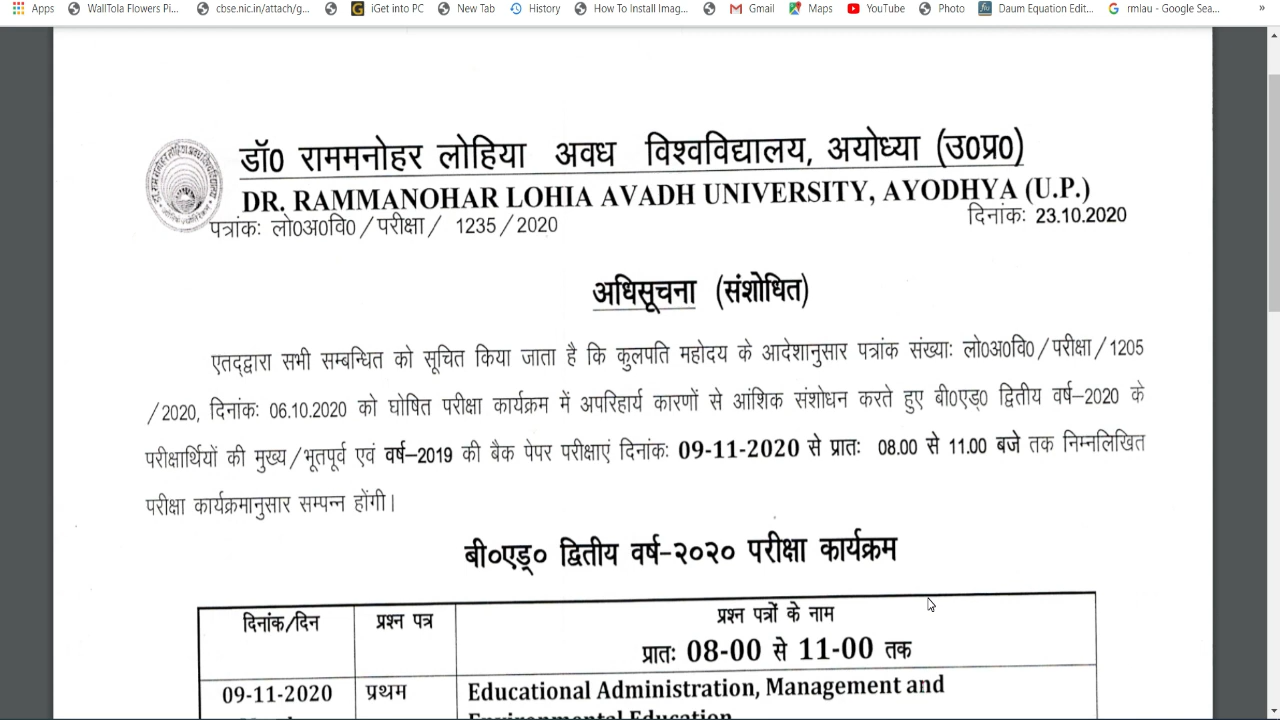 Apps WallTola Flowers Pi... cbse.nic.in/attach/g... iGet into PC New Tab History How To Install Imag... Gmail Maps YouTube Photo Daum Equation Edit... rmlau - Google Sea... »
डॉ0 राममनोहर लोहिया अवध विश्वविद्यालय, अयोध्या (उ0प्र0)
DR. RAMMANOHAR LOHIA AVADH UNIVERSITY, AYODHYA (U.P.)
पत्रांकः लो0अ0वि0/परीक्षा/ 1235/2020 दिनांकः 23.10.2020
अधिसूचना (संशोधित)
एतद्द्वारा सभी सम्बन्धित को सूचित किया जाता है कि कुलपति महोदय के आदेशानुसार पत्रांक संख्याः लो0अ0वि0/परीक्षा/1205
/2020, दिनांकः 06.10.2020 को घोषित परीक्षा कार्यक्रम में अपरिहार्य कारणों से आंशिक संशोधन करते हुए बी0एड्0 द्वितीय वर्ष–2020 के
परीक्षार्थियों की मुख्य/भूतपूर्व एवं वर्ष–2019 की बैक पेपर परीक्षाएं दिनांकः 09-11-2020 से प्रातः 08.00 से 11.00 बजे तक निम्नलिखित
परीक्षा कार्यक्रमानुसार सम्पन्न होंगी।
बी०एड्० द्वितीय वर्ष–२०२० परीक्षा कार्यक्रम
दिनांक/दिन प्रश्न पत्र प्रश्न पत्रों के नाम
प्रातः 08-00 से 11-00 तक
09-11-2020 प्रथम Educational Administration, Management and
Environmental Education